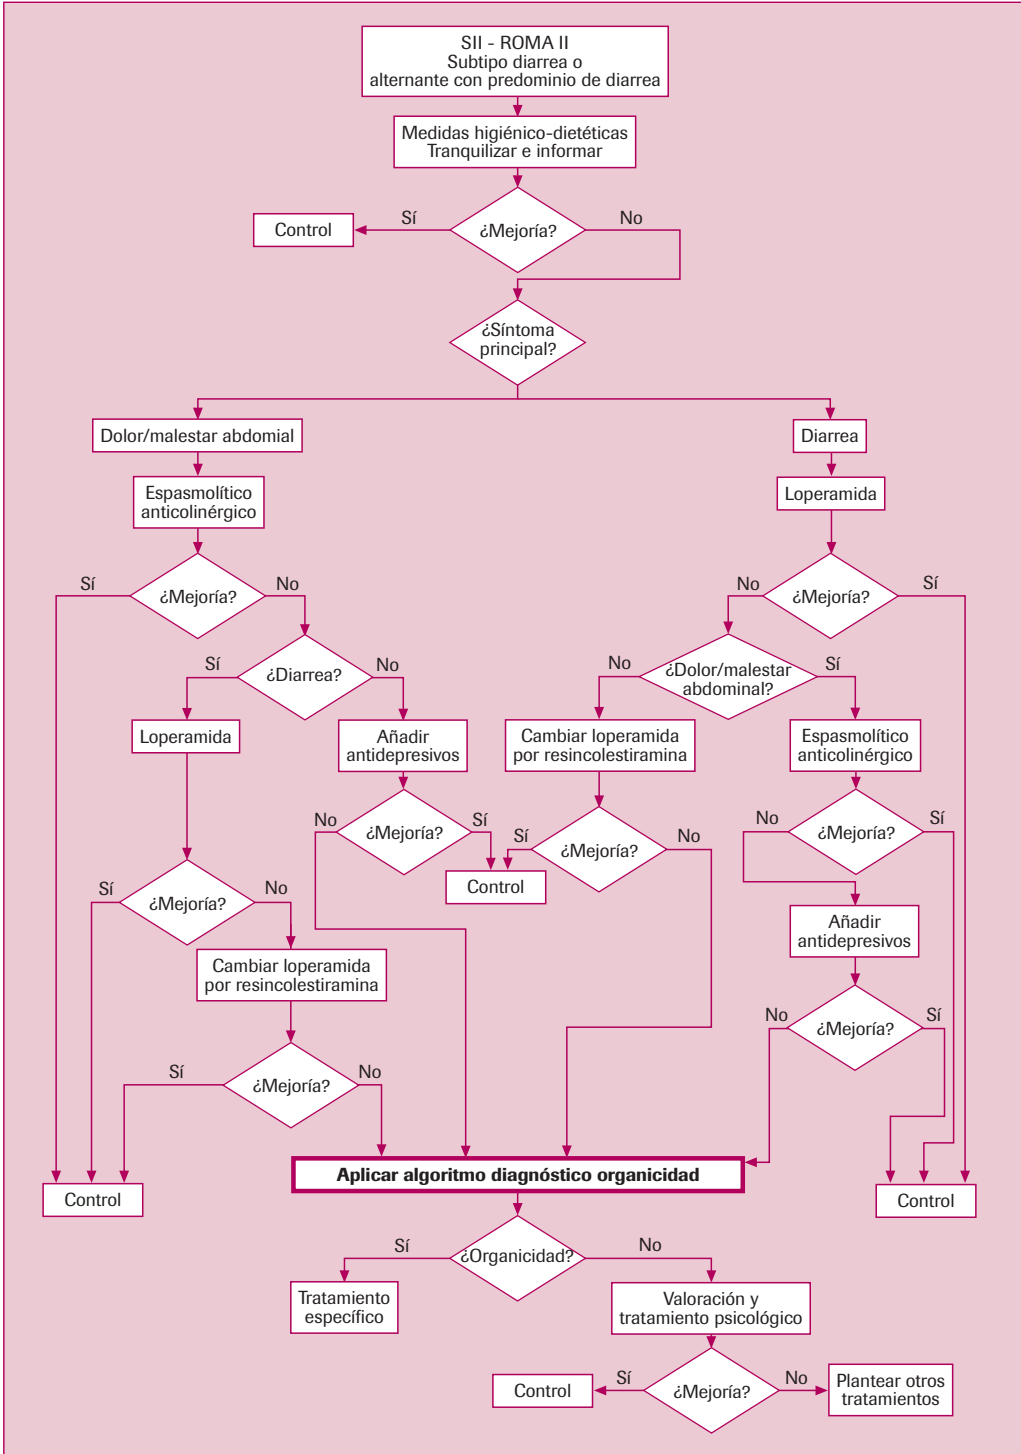 SII - ROMA II
Subtipo diarrea o
alternante con predominio de diarrea
Medidas higiénico-dietéticas
Tranquilizar e informar
Control
Sí
¿Mejoría?
No
¿Síntoma
principal?
Dolor/malestar abdomial
Diarrea
Espasmolítico
anticolinérgico
Loperamida
Sí
¿Mejoría?
No
No
¿Mejoría?
Sí
Sí
¿Diarrea?
No
No
¿Dolor/malestar
abdominal?
Sí
Loperamida
Añadir
antidepresivos
Cambiar loperamida
por resincolestiramina
Espasmolítico
anticolinérgico
No
¿Mejoría?
Sí
Sí
¿Mejoría?
No
No
¿Mejoría?
Sí
Control
Sí
¿Mejoría?
No
Añadir
antidepresivos
Cambiar loperamida
por resincolestiramina
No
¿Mejoría?
Sí
Sí
¿Mejoría?
No
Aplicar algoritmo diagnóstico organicidad
Control
Control
Sí
¿Organicidad?
No
Tratamiento
específico
Valoración y
tratamiento psicológico
Control
Sí
¿Mejoría?
No
Plantear otros
tratamientos